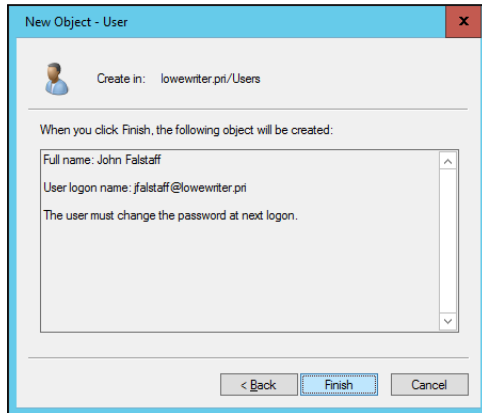 New Object - User
x
Create in: lowewriter.pri/Users
When you click Finish, the following object will be created:
Full name: John Falstaff
User logon name: jfalstaff@lowewriter.pri
The user must change the password at next logon.
< Back Finish Cancel